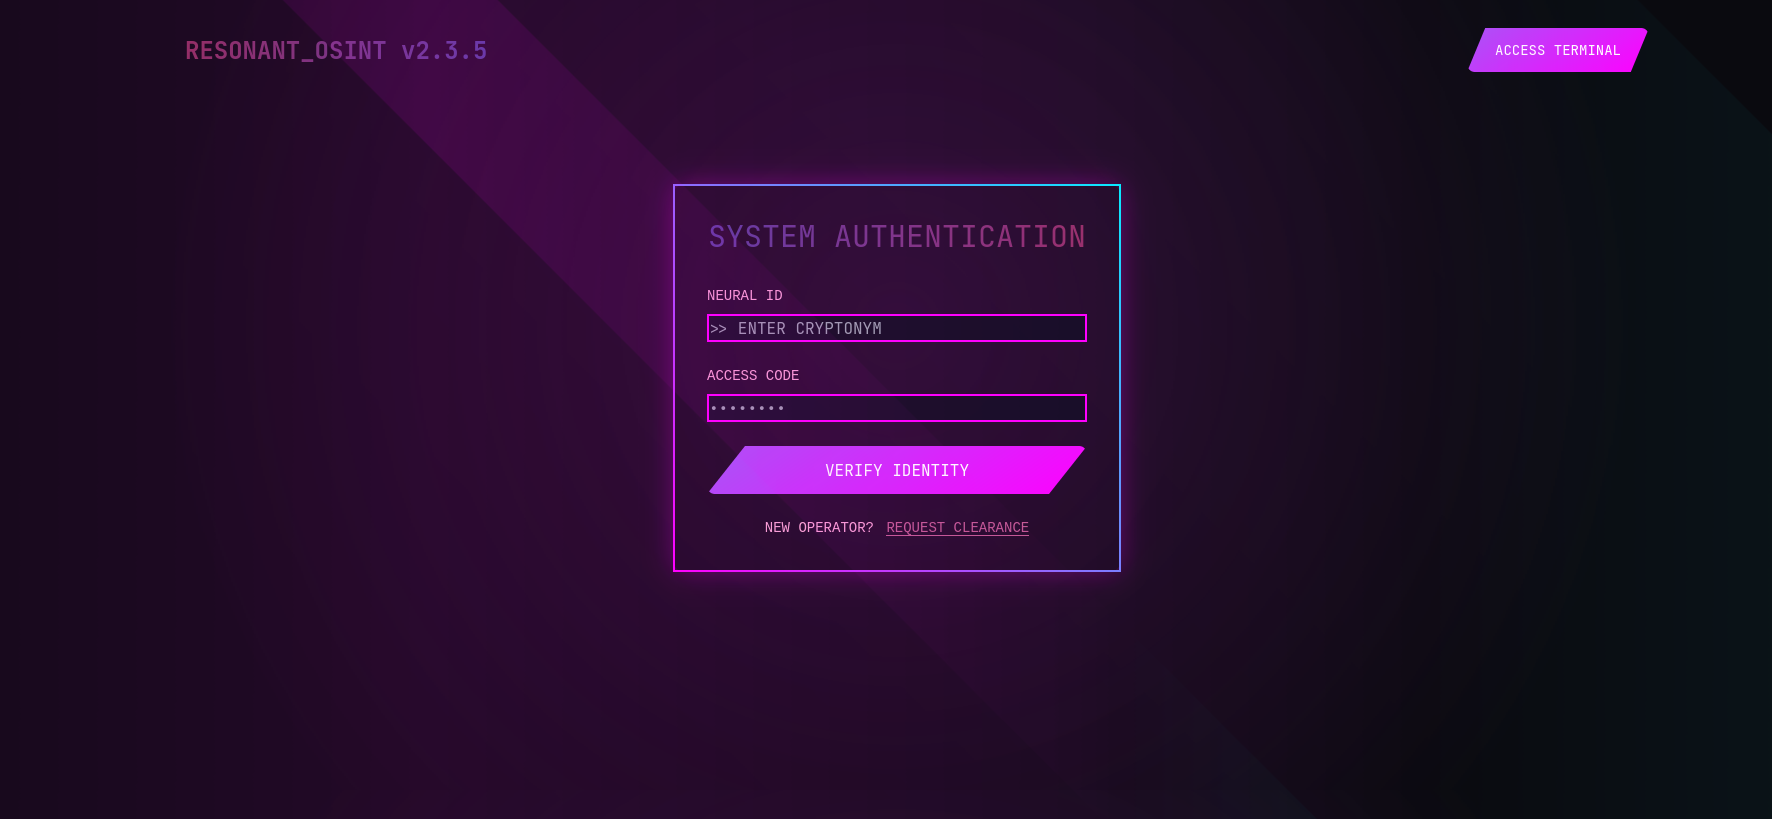 RESONANT_OSINT v2.3.5
ACCESS TERMINAL
SYSTEM AUTHENTICATION
NEURAL ID
>> ENTER CRYPTONYM
ACCESS CODE
••••••••
VERIFY IDENTITY
NEW OPERATOR? REQUEST CLEARANCE